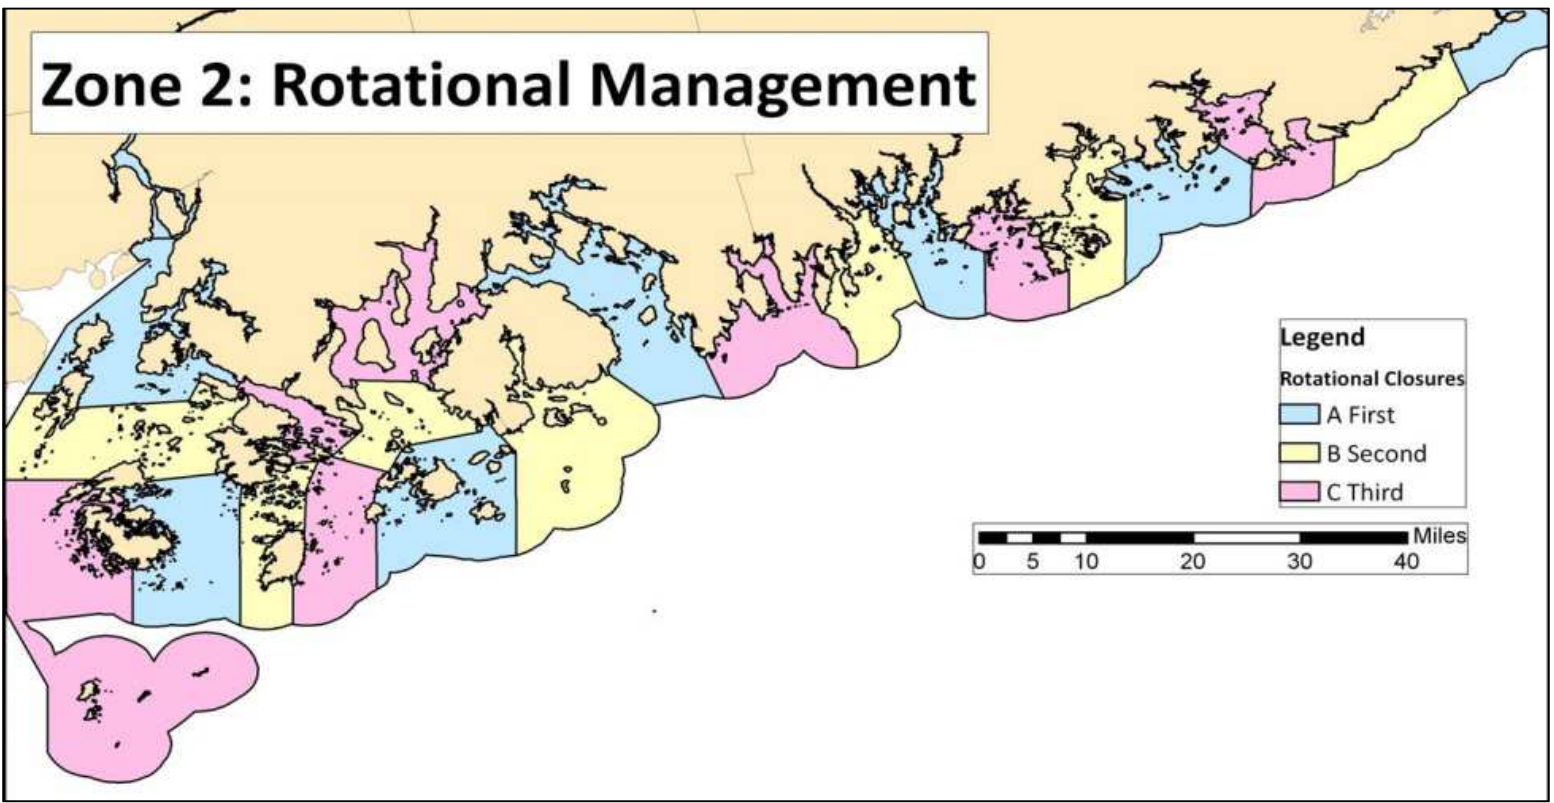 Zone 2: Rotational Management
Legend
Rotational Closures
A First
B Second
C Third
Miles
0 5 10 20 30 40